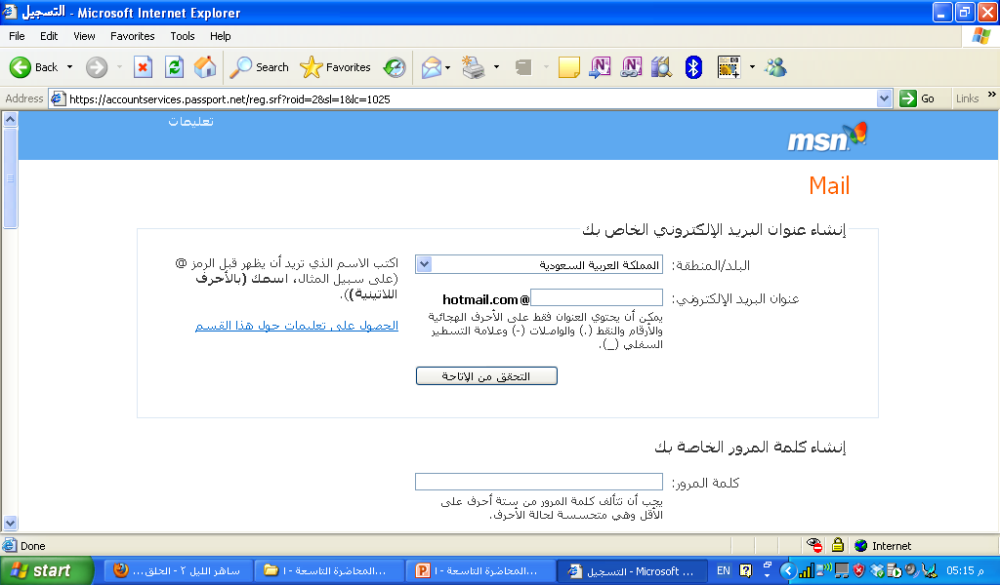 التسجيل - Microsoft Internet Explorer
File Edit View Favorites Tools Help
Back Search Favorites
Address https://accountservices.passport.net/reg.srf?roid=2&sl=1&lc=1025 Go Links »
تعليمات
msn
Mail
إنشاء عنوان البريد الإلكتروني الخاص بك
البلد/المنطقة: المملكة العربية السعودية
عنوان البريد الإلكتروني: @hotmail.com
يمكن أن يحتوي العنوان فقط على الأحرف الهجائية
والأرقام والنقط (.) والواصلات (-) وعلامة التسطير
السفلي (_).
اكتب الاسم الذي تريد أن يظهر قبل الرمز @
(على سبيل المثال، اسمك (بالأحرف
اللاتينية)).
الحصول على تعليمات حول هذا القسم
التحقق من الإتاحة
إنشاء كلمة المرور الخاصة بك
كلمة المرور:
يجب أن تتألف كلمة المرور من ستة أحرف على
الأقل وهي متحسسة لحالة الأحرف.
Done Internet
start ساهر الليل ٢ - الحلق... المحاضرة التاسعة - ١... المحاضرة التاسعة - ١... التسجيل - Microsoft ... EN 05:15 م